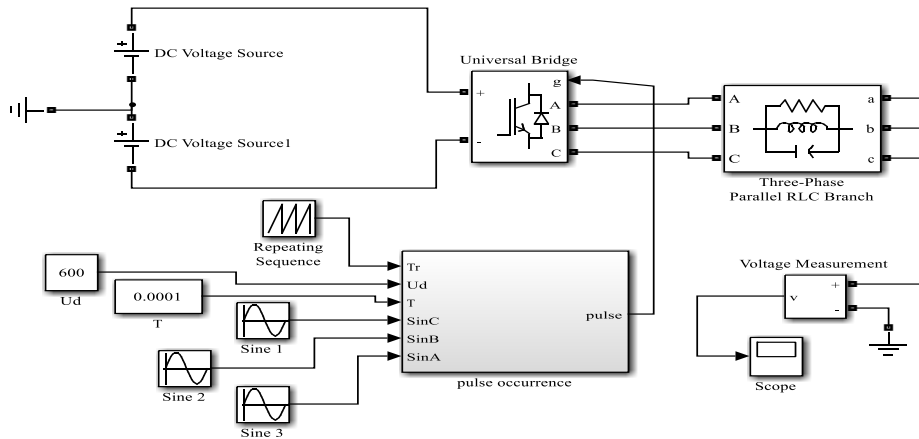 DC Voltage Source
DC Voltage Source1
Universal Bridge
+
-
g
A
B
C
A
B
C
a
b
c
Three-Phase
Parallel RLC Branch
Repeating
Sequence
600
Ud
0.0001
T
Sine 1
Sine 2
Sine 3
Tr
Ud
T
SinC
SinB
SinA
pulse
pulse occurrence
Voltage Measurement
v
+
-
Scope